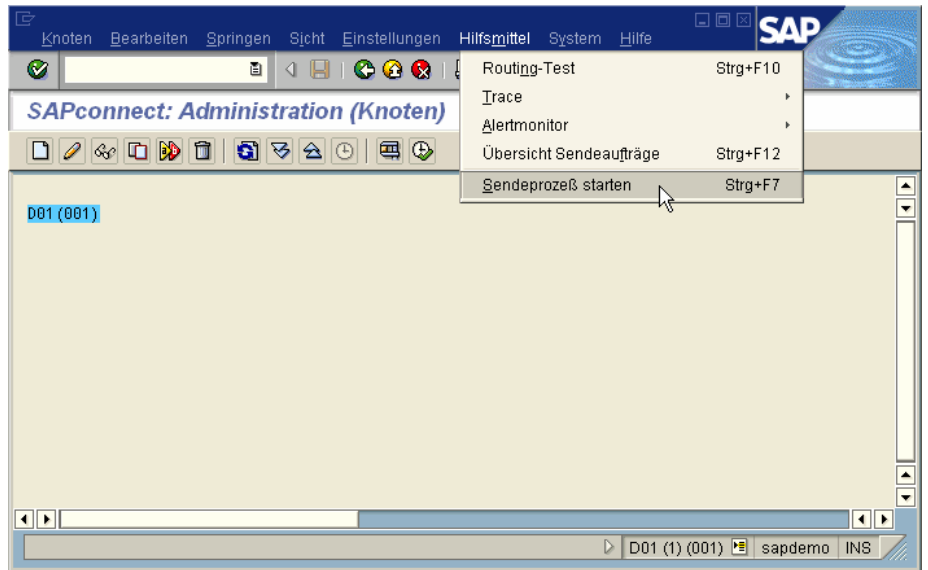 Knoten Bearbeiten Springen Sicht Einstellungen Hilfsmittel System Hilfe
SAP
Routing-Test Strg+F10
Trace
SAPconnect: Administration (Knoten)
Alertmonitor
Übersicht Sendeaufträge Strg+F12
Sendeprozeß starten Strg+F7
D01 (001)
D01 (1) (001) sapdemo INS